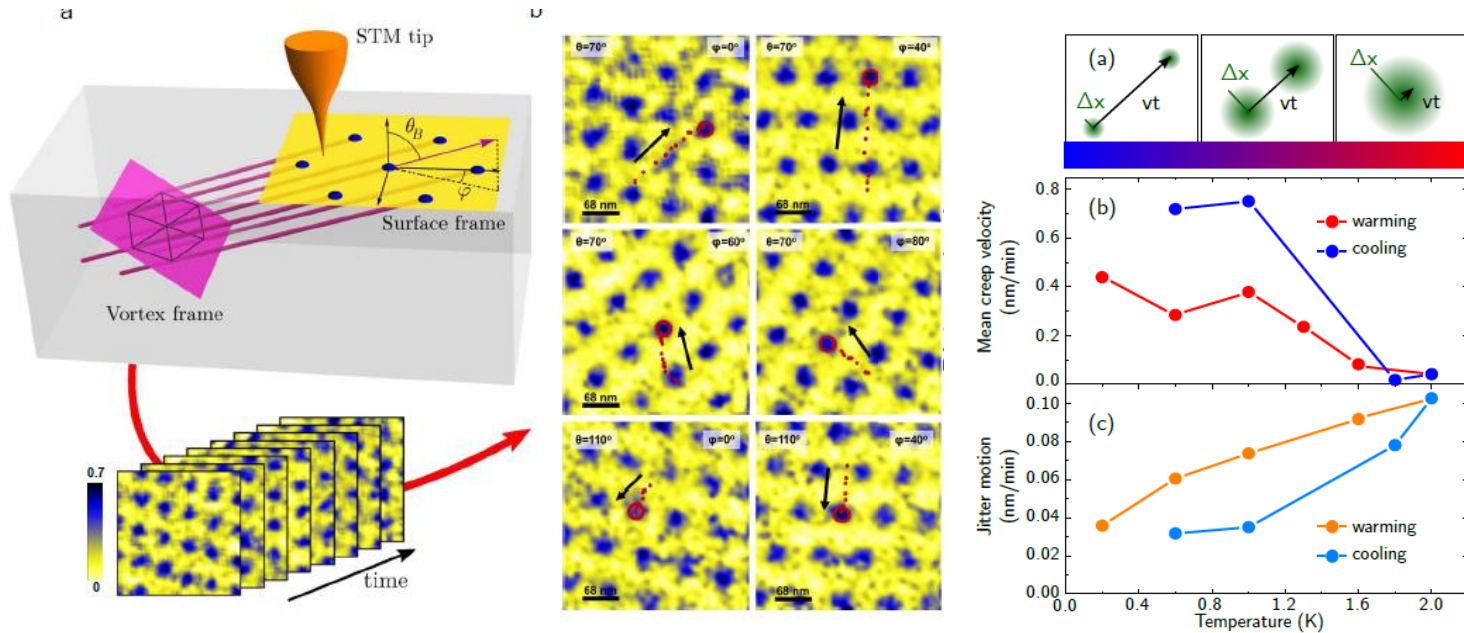 a
STM tip
θB
φ
Surface frame
Vortex frame
0.7
0
time
b
θ=70° φ=0°
68 nm
θ=70° φ=40°
68 nm
θ=70° φ=60°
68 nm
θ=70° φ=80°
68 nm
θ=110° φ=0°
68 nm
θ=110° φ=40°
68 nm
(a)
Δx
vt
Δx
vt
Δx
vt
(b)
warming
cooling
Mean creep velocity
(nm/min)
0.8
0.6
0.4
0.2
0.0
(c)
warming
cooling
Jitter motion
(nm/min)
0.10
0.08
0.06
0.04
0.02
0.00
0.0 0.4 0.8 1.2 1.6 2.0
Temperature (K)